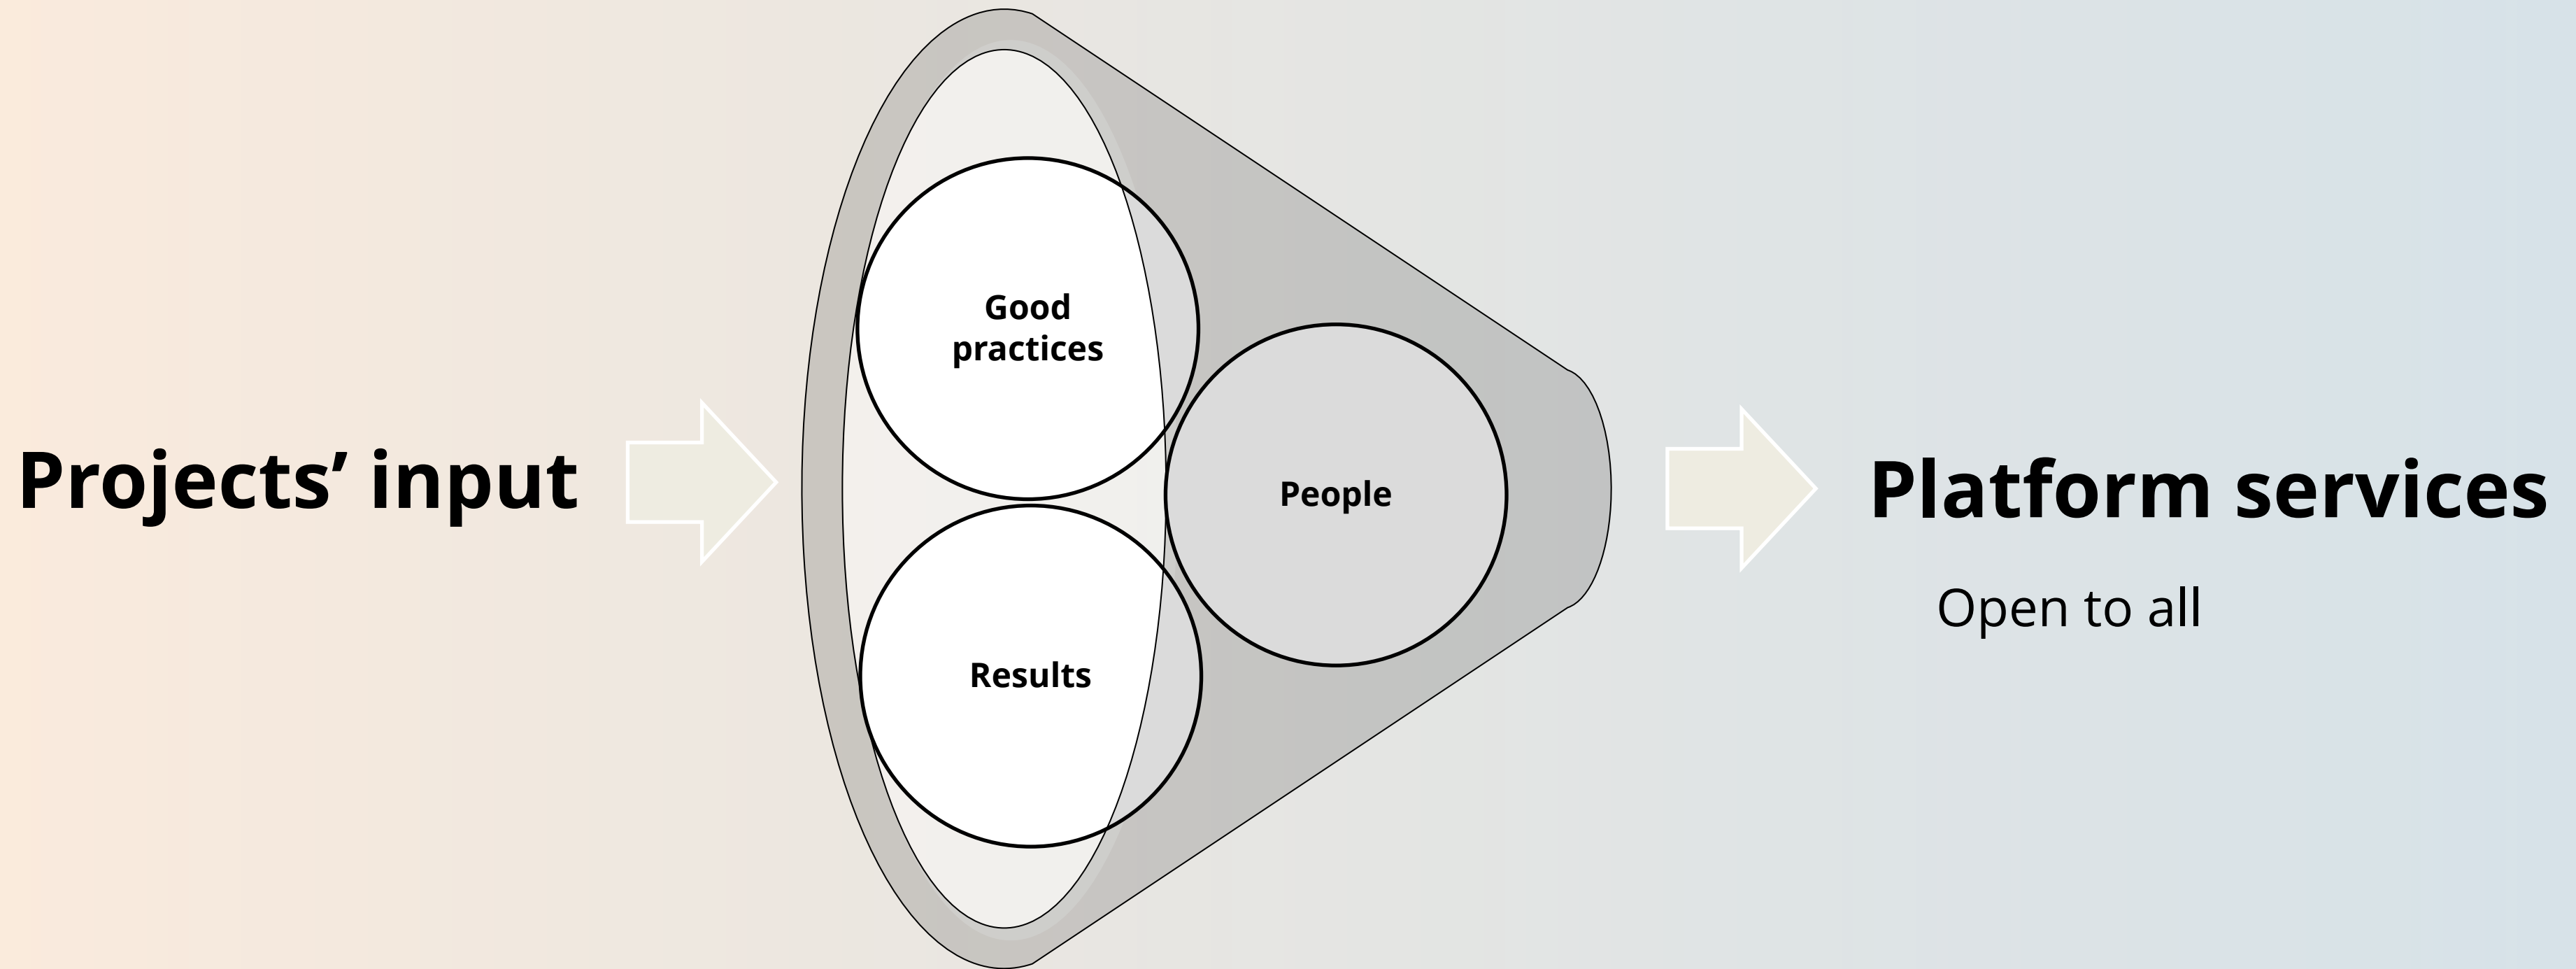 Projects’ input
Good
practices
Results
People
Platform services
Open to all